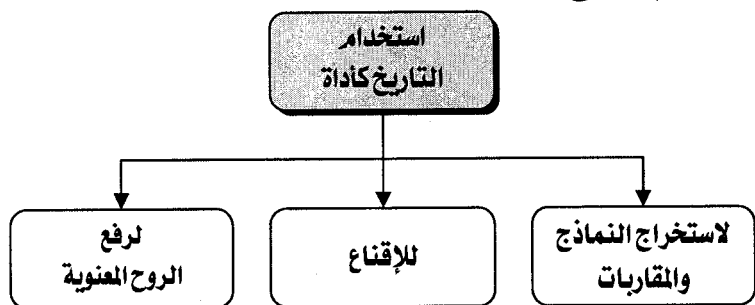 استخدام
التاريخ كأداة
لاستخراج النماذج
والمقاربات
للإقناع
لرفع
الروح المعنوية